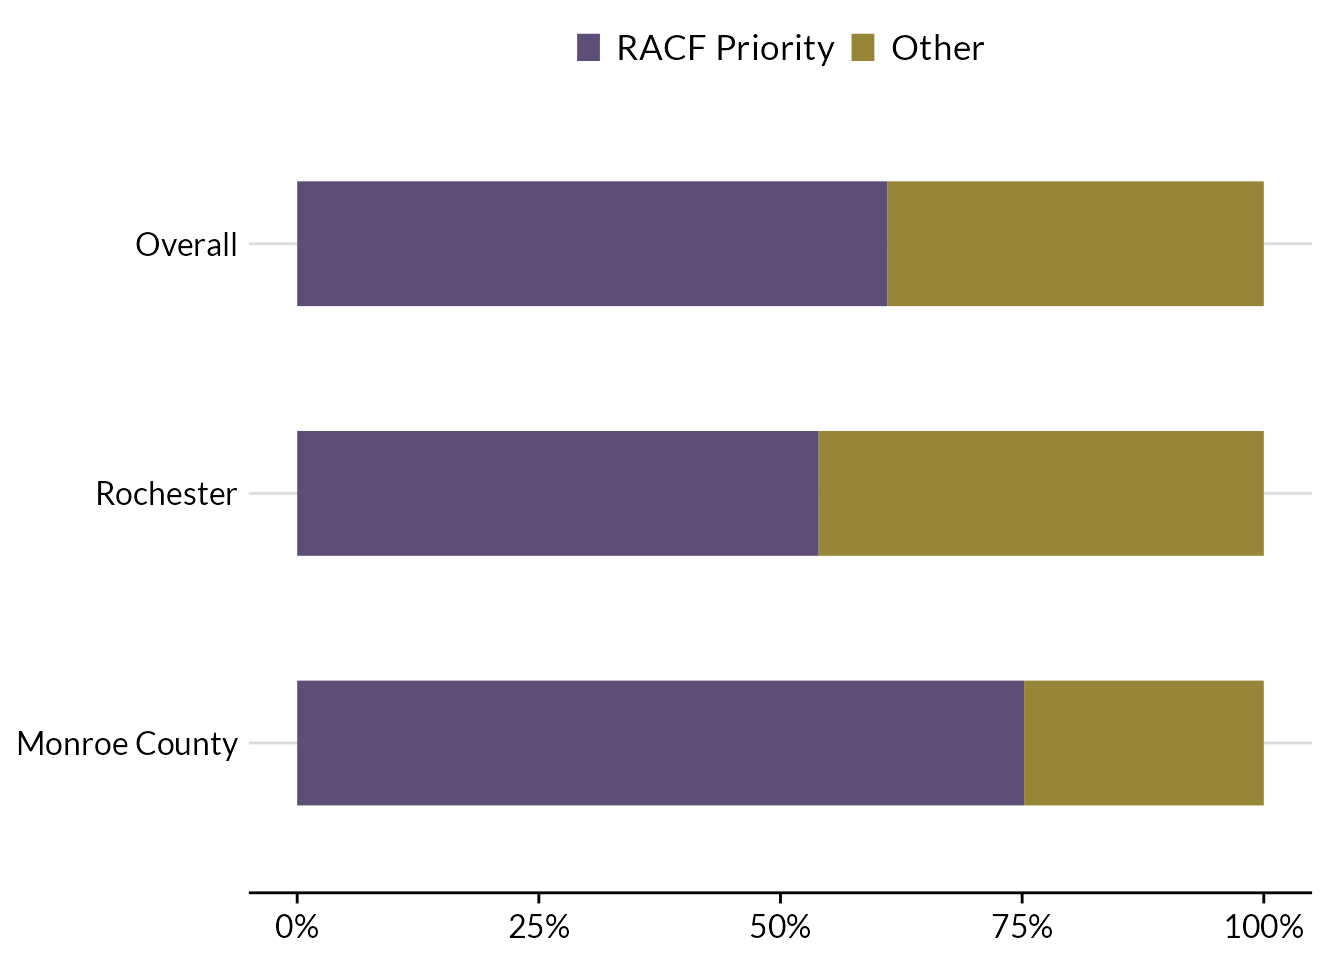 RACF Priority Other
Overall
Rochester
Monroe County
0% 25% 50% 75% 100%